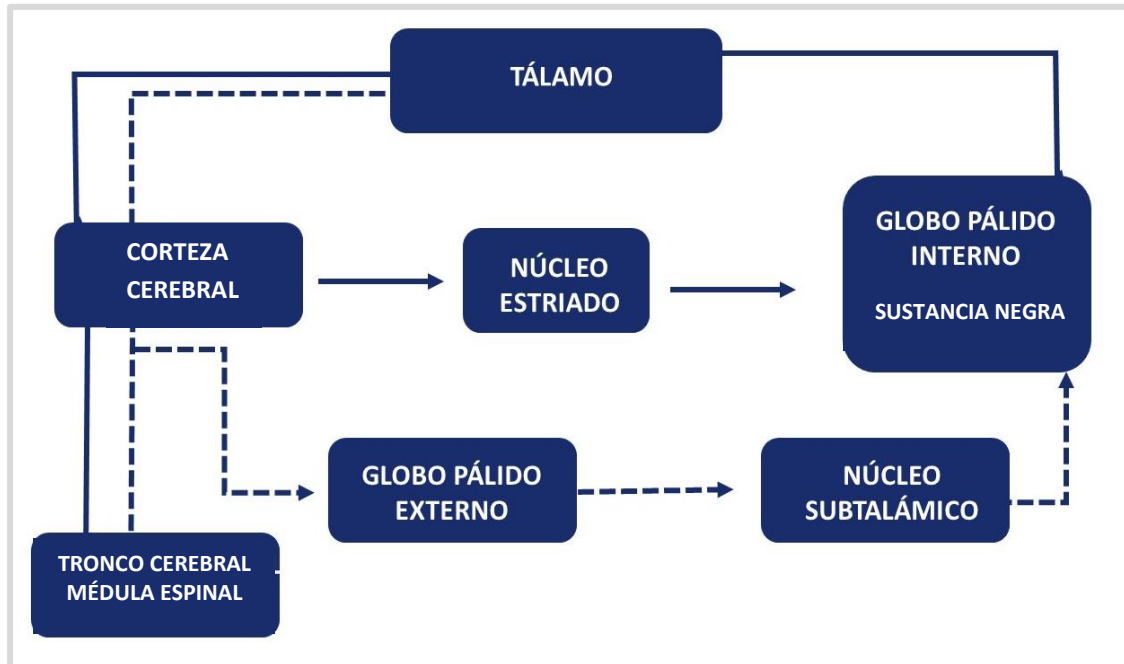 TÁLAMO
CORTEZA
CEREBRAL
NÚCLEO
ESTRIADO
GLOBO PÁLIDO
INTERNO
SUSTANCIA NEGRA
GLOBO PÁLIDO
EXTERNO
NÚCLEO
SUBTALÁMICO
TRONCO CEREBRAL
MÉDULA ESPINAL